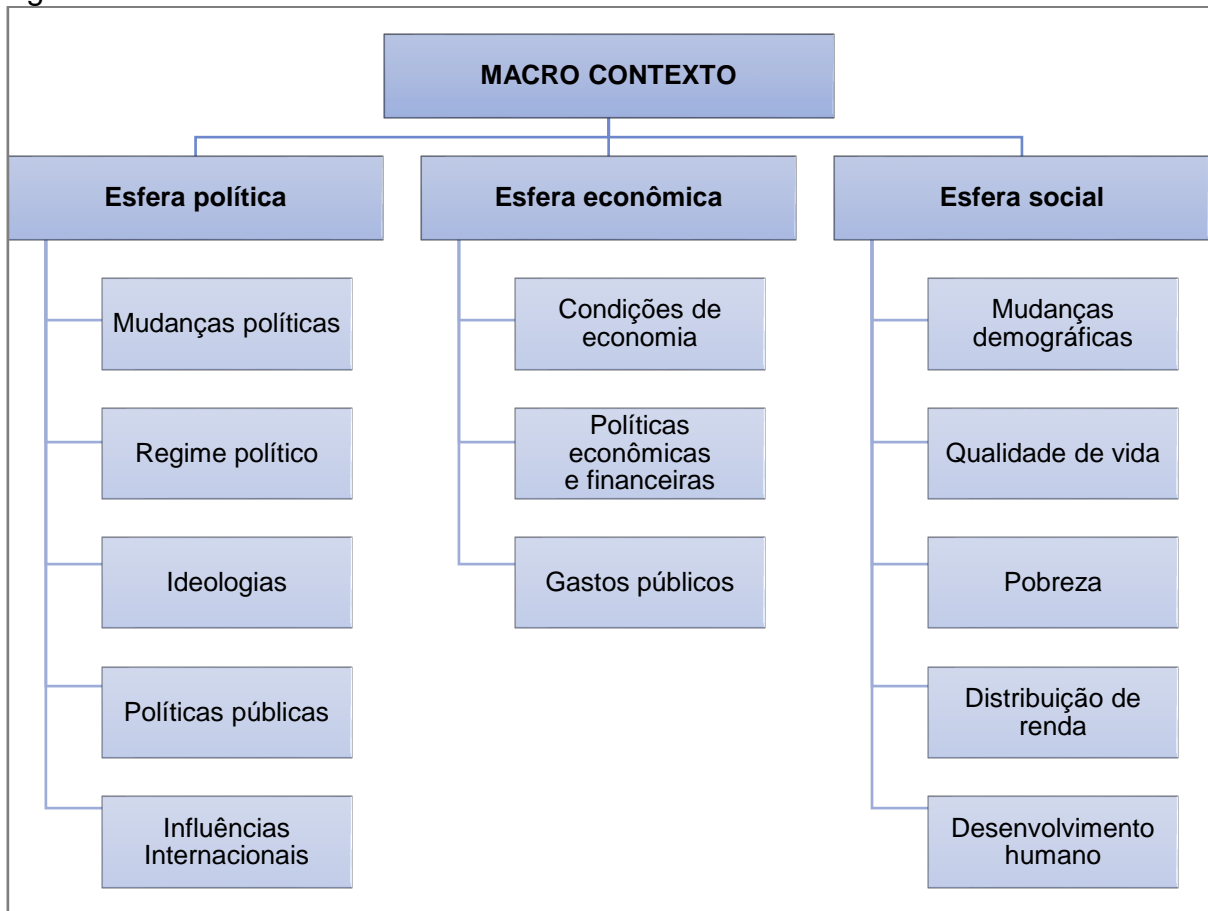 MACRO CONTEXTO
Esfera política
Mudanças políticas
Regime político
Ideologias
Políticas públicas
Influências
Internacionais
Esfera econômica
Condições de
economia
Políticas
econômicas
e financeiras
Gastos públicos
Esfera social
Mudanças
demográficas
Qualidade de vida
Pobreza
Distribuição de
renda
Desenvolvimento
humano